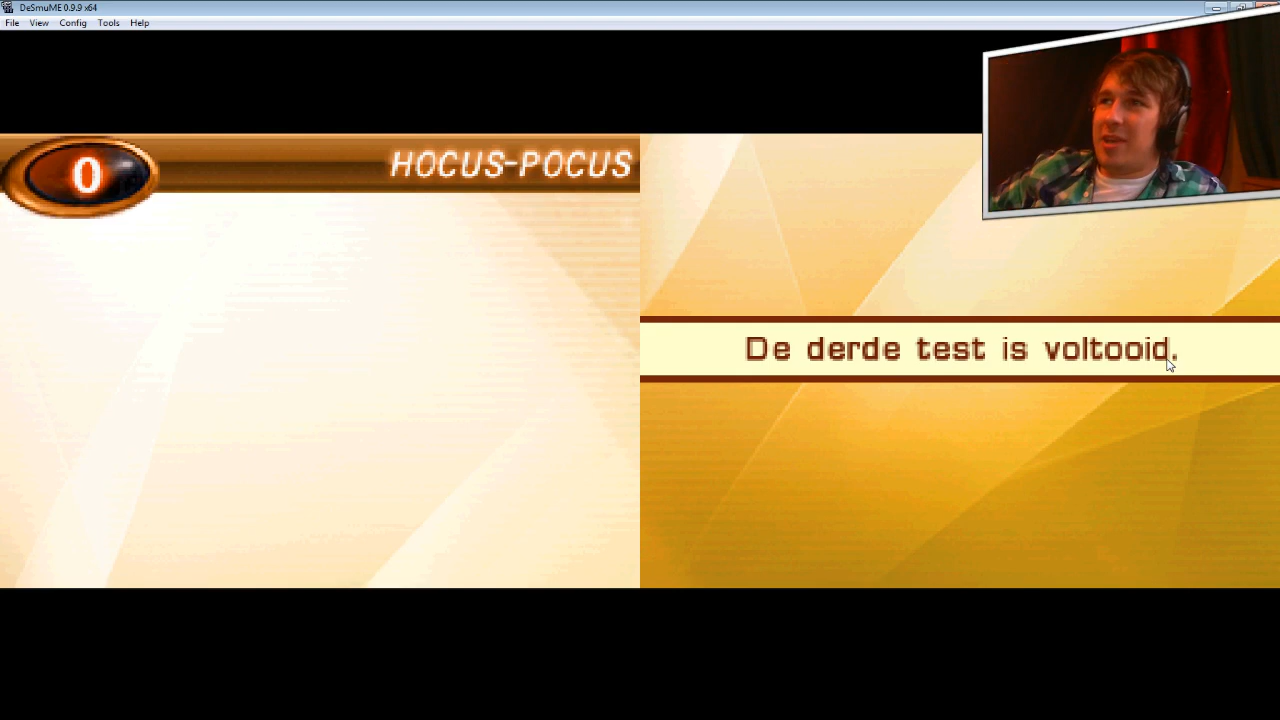 DeSmuME 0.9.9 x64
File View Config Tools Help
0 HOCUS-POCUS
De derde test is voltooid.